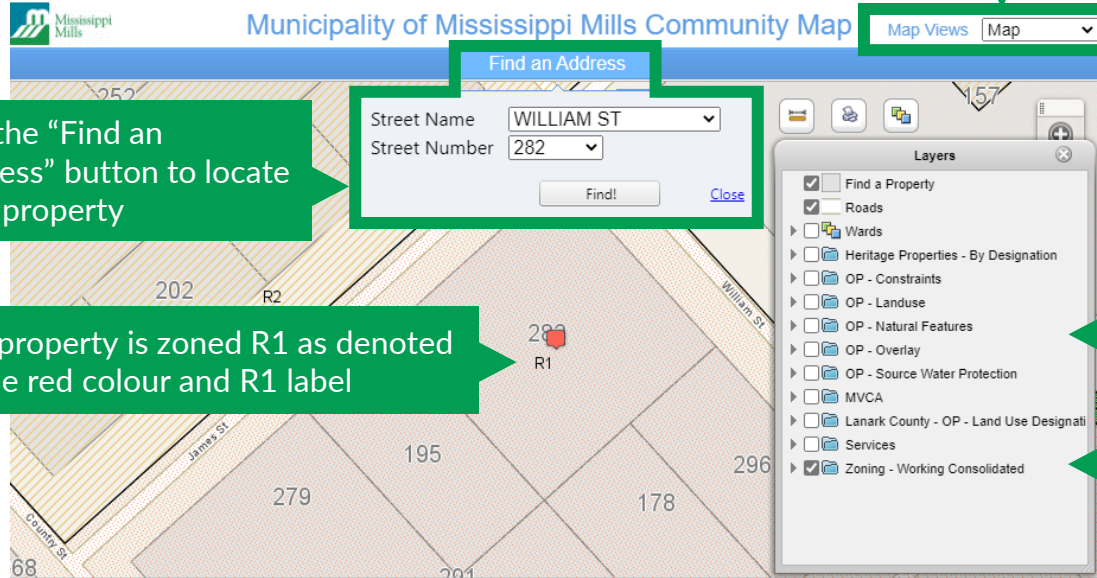 Mississippi
Mills
Municipality of Mississippi Mills Community Map
Map Views Map
Find an Address
252
157
the “Find an
ess” button to locate
property
Street Name WILLIAM ST
Street Number 282
Find!
Close
Layers
Find a Property
Roads
Wards
Heritage Properties - By Designation
OP - Constraints
OP - Landuse
OP - Natural Features
OP - Overlay
OP - Source Water Protection
MVCA
Lanark County - OP - Land Use Designati
Services
Zoning - Working Consolidated
202
R2
William St
property is zoned R1 as denoted
e red colour and R1 label
R1
James St
195
296
279
178
Country St
68
291